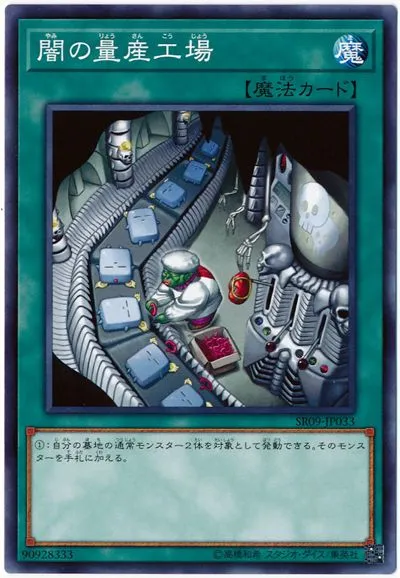 闇の量産工場
魔
【魔法カード】
SR09-JP033
①:自分の墓地の通常モンスター2体を対象として発動できる。そのモンス
ターを手札に加える。
90928333
©高橋和希 スタジオ・ダイス/集英社